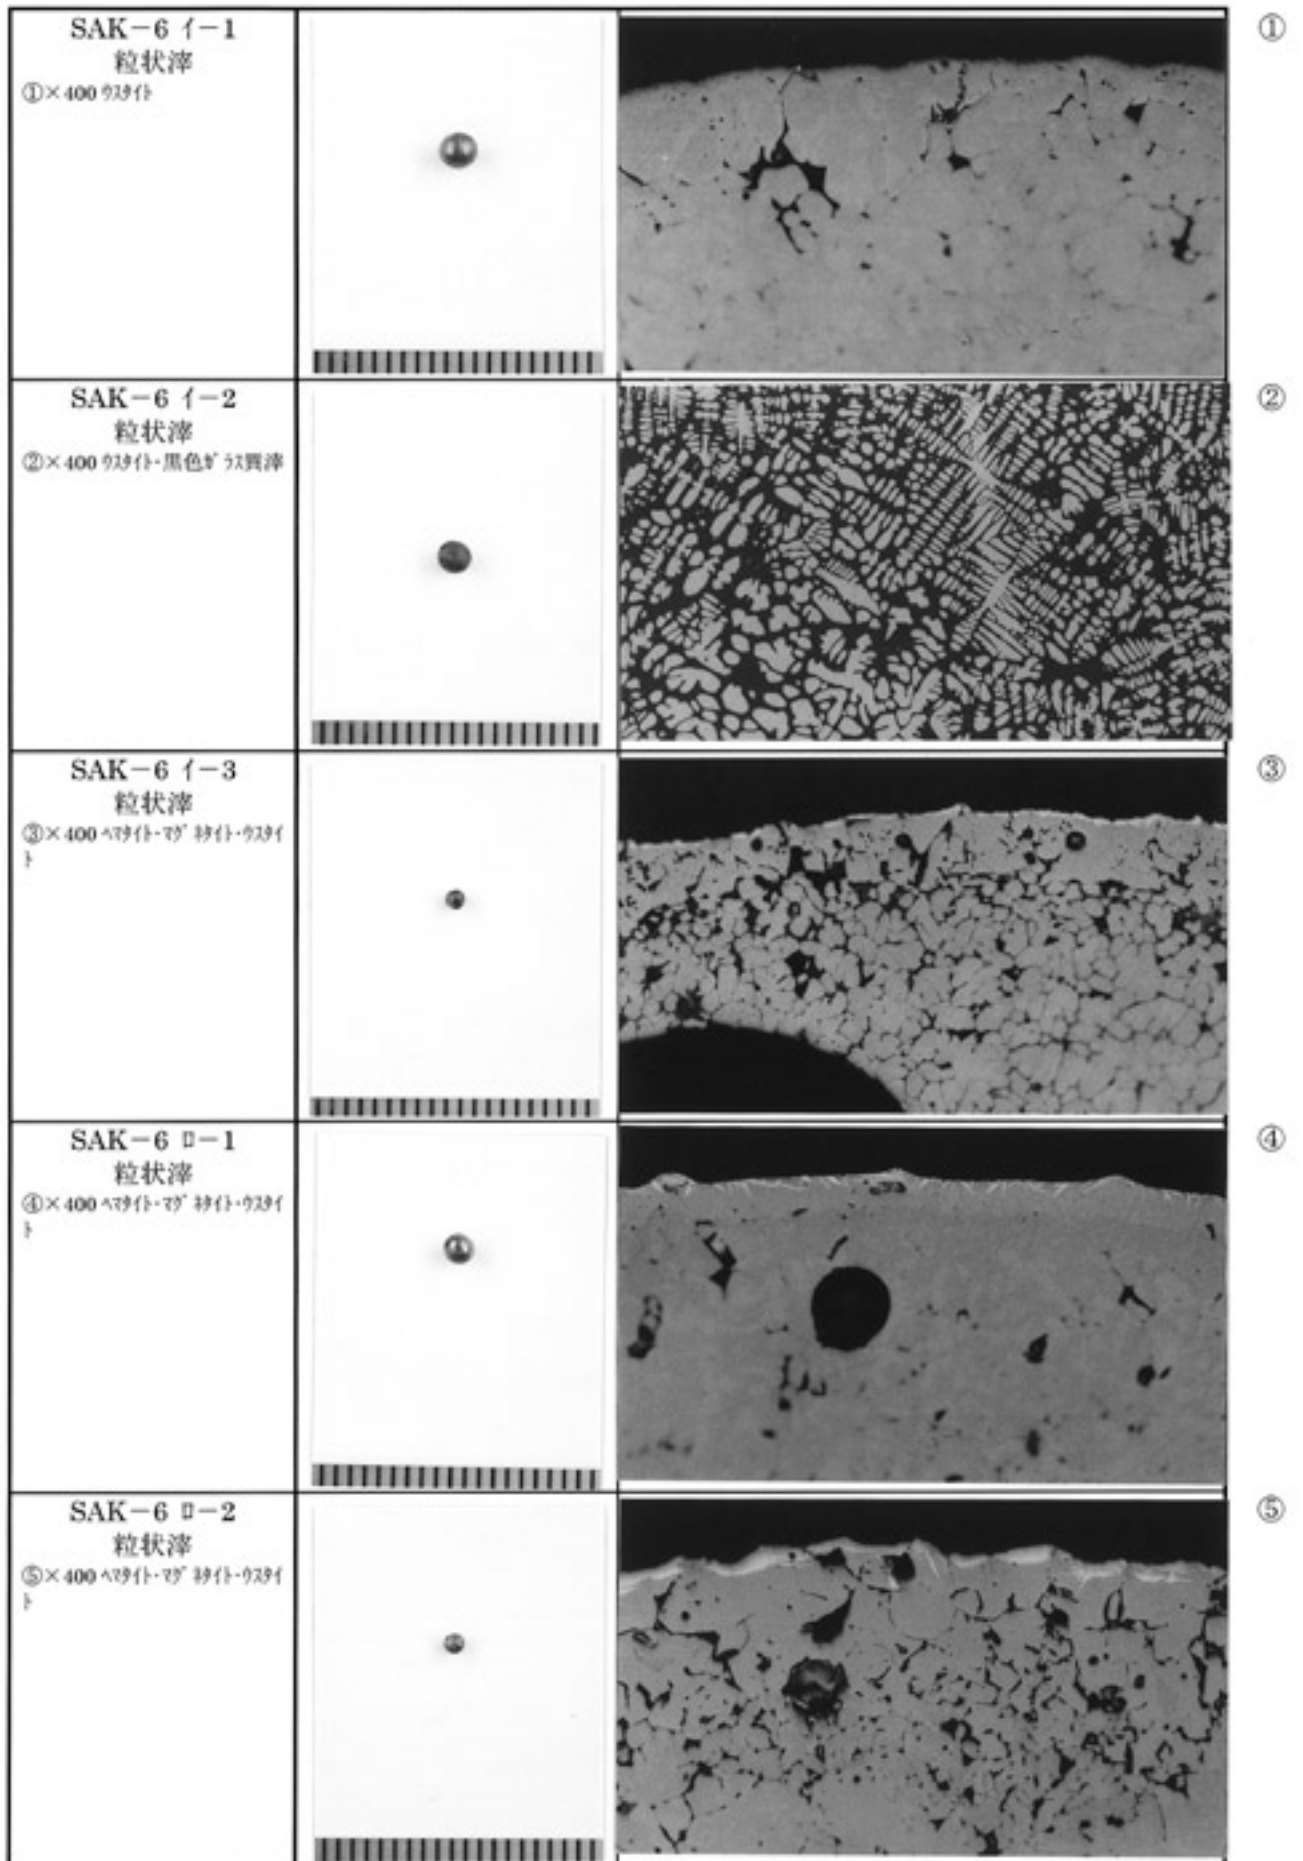 SAK-6 イ-1
粒状滓
①×400 ウスタイト
①
SAK-6 イ-2
粒状滓
②×400 ウスタイト・黒色ガラス質滓
②
SAK-6 イ-3
粒状滓
③×400 ヘマタイト・マグネタイト・ウスタイ
ト
③
SAK-6 ロ-1
粒状滓
④×400 ヘマタイト・マグネタイト・ウスタイ
ト
④
SAK-6 ロ-2
粒状滓
⑤×400 ヘマタイト・マグネタイト・ウスタイ
ト
⑤